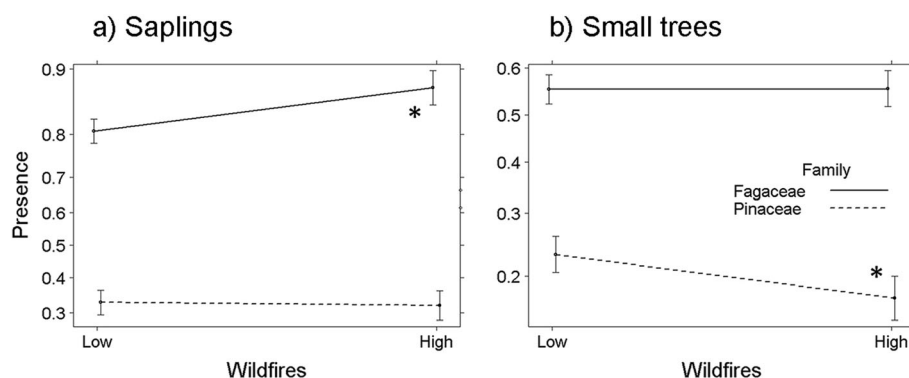 a) Saplings
b) Small trees
Presence
0.9
0.8
0.7
0.6
0.5
0.4
0.3
*
Low
High
Wildfires
0.6
0.5
0.4
0.3
0.2
Family
Fagaceae
Pinaceae
*
Low
High
Wildfires